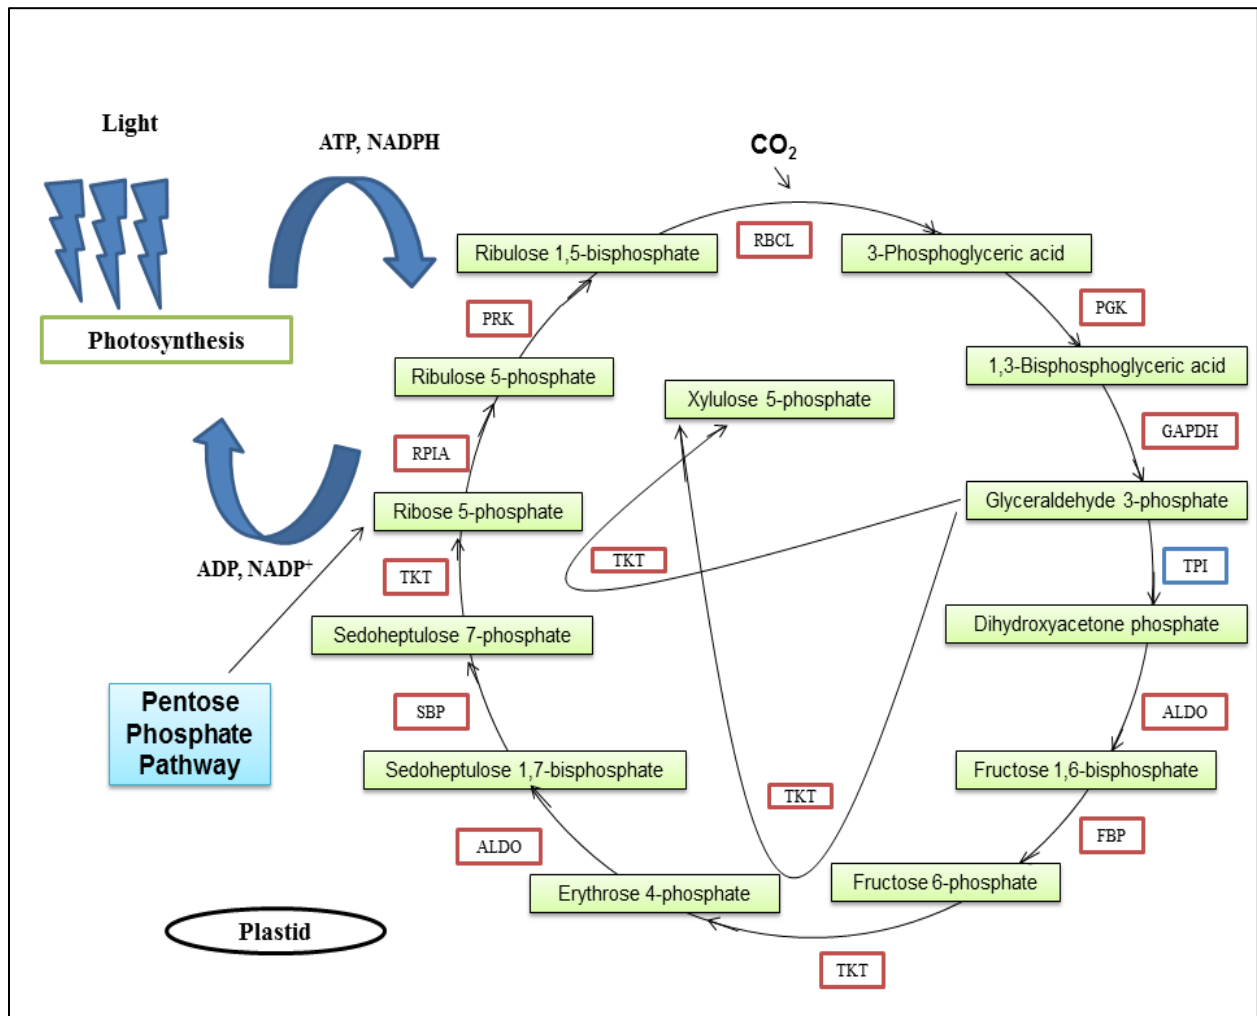 Light
ATP, NADPH
CO₂
RBCL
Ribulose 1,5-bisphosphate
3-Phosphoglyceric acid
PRK
PGK
Photosynthesis
Ribulose 5-phosphate
1,3-Bisphosphoglyceric acid
Xylulose 5-phosphate
RPIA
GAPDH
Ribose 5-phosphate
Glyceraldehyde 3-phosphate
ADP, NADP⁺
TKT
TKT
TPI
Sedoheptulose 7-phosphate
Dihydroxyacetone phosphate
Pentose
Phosphate
Pathway
SBP
ALDO
Sedoheptulose 1,7-bisphosphate
Fructose 1,6-bisphosphate
TKT
ALDO
FBP
Erythrose 4-phosphate
Fructose 6-phosphate
Plastid
TKT